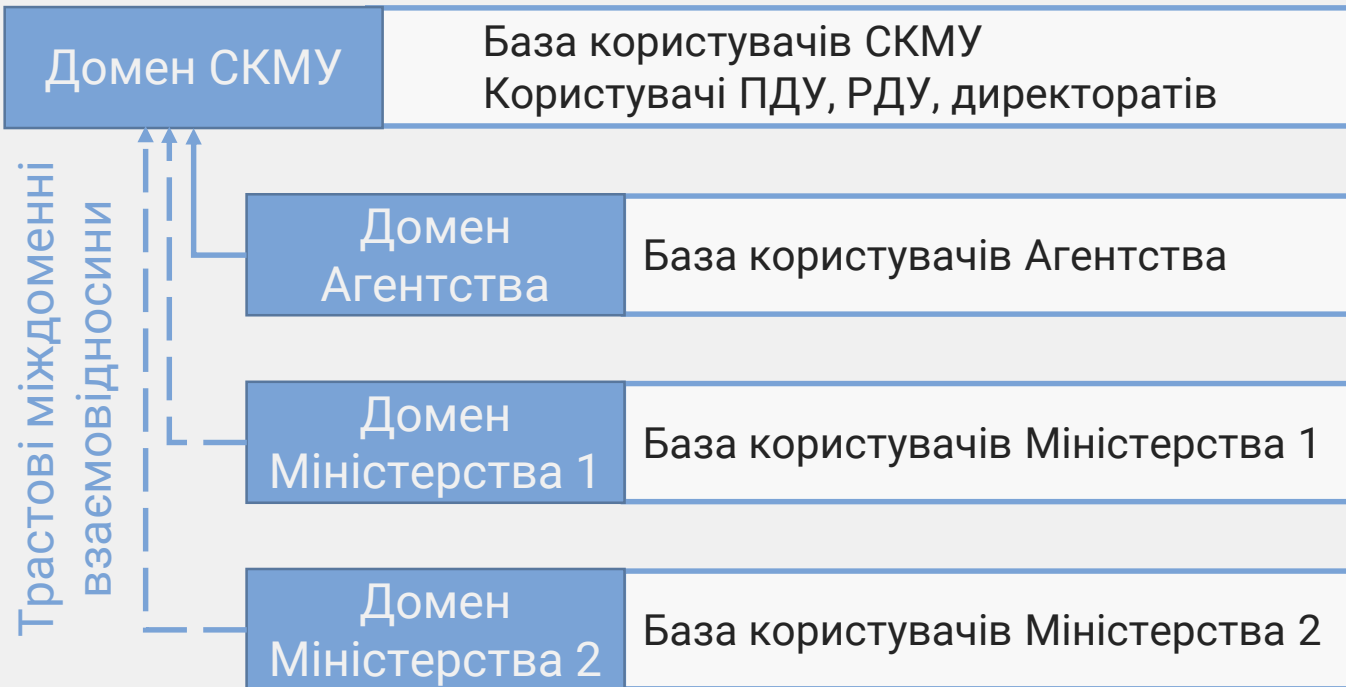 Домен СКМУ
База користувачів СКМУ
Користувачі ПДУ, РДУ, директоратів
Трастові міждоменні
взаємовідносини
Домен
Агентства
База користувачів Агентства
Домен
Міністерства 1
База користувачів Міністерства 1
Домен
Міністерства 2
База користувачів Міністерства 2